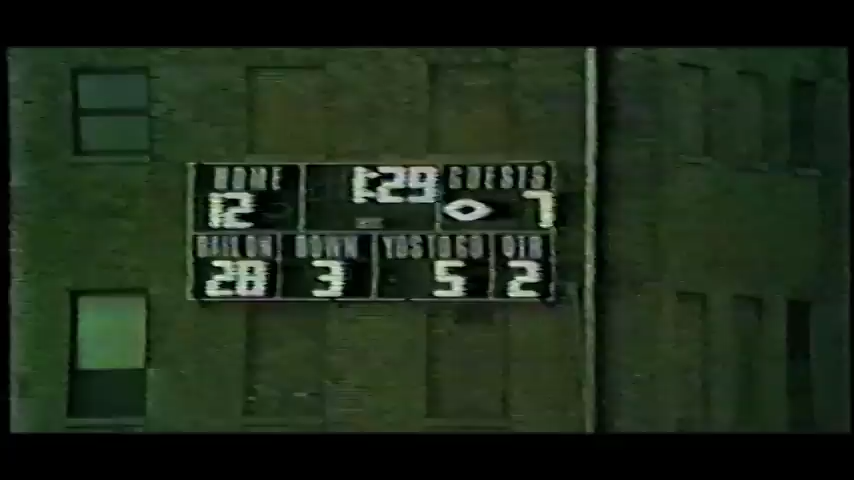 HOME 1:29 GUESTS
12 7
BALL ON DOWN YDS TO GO QTR
28 3 5 2